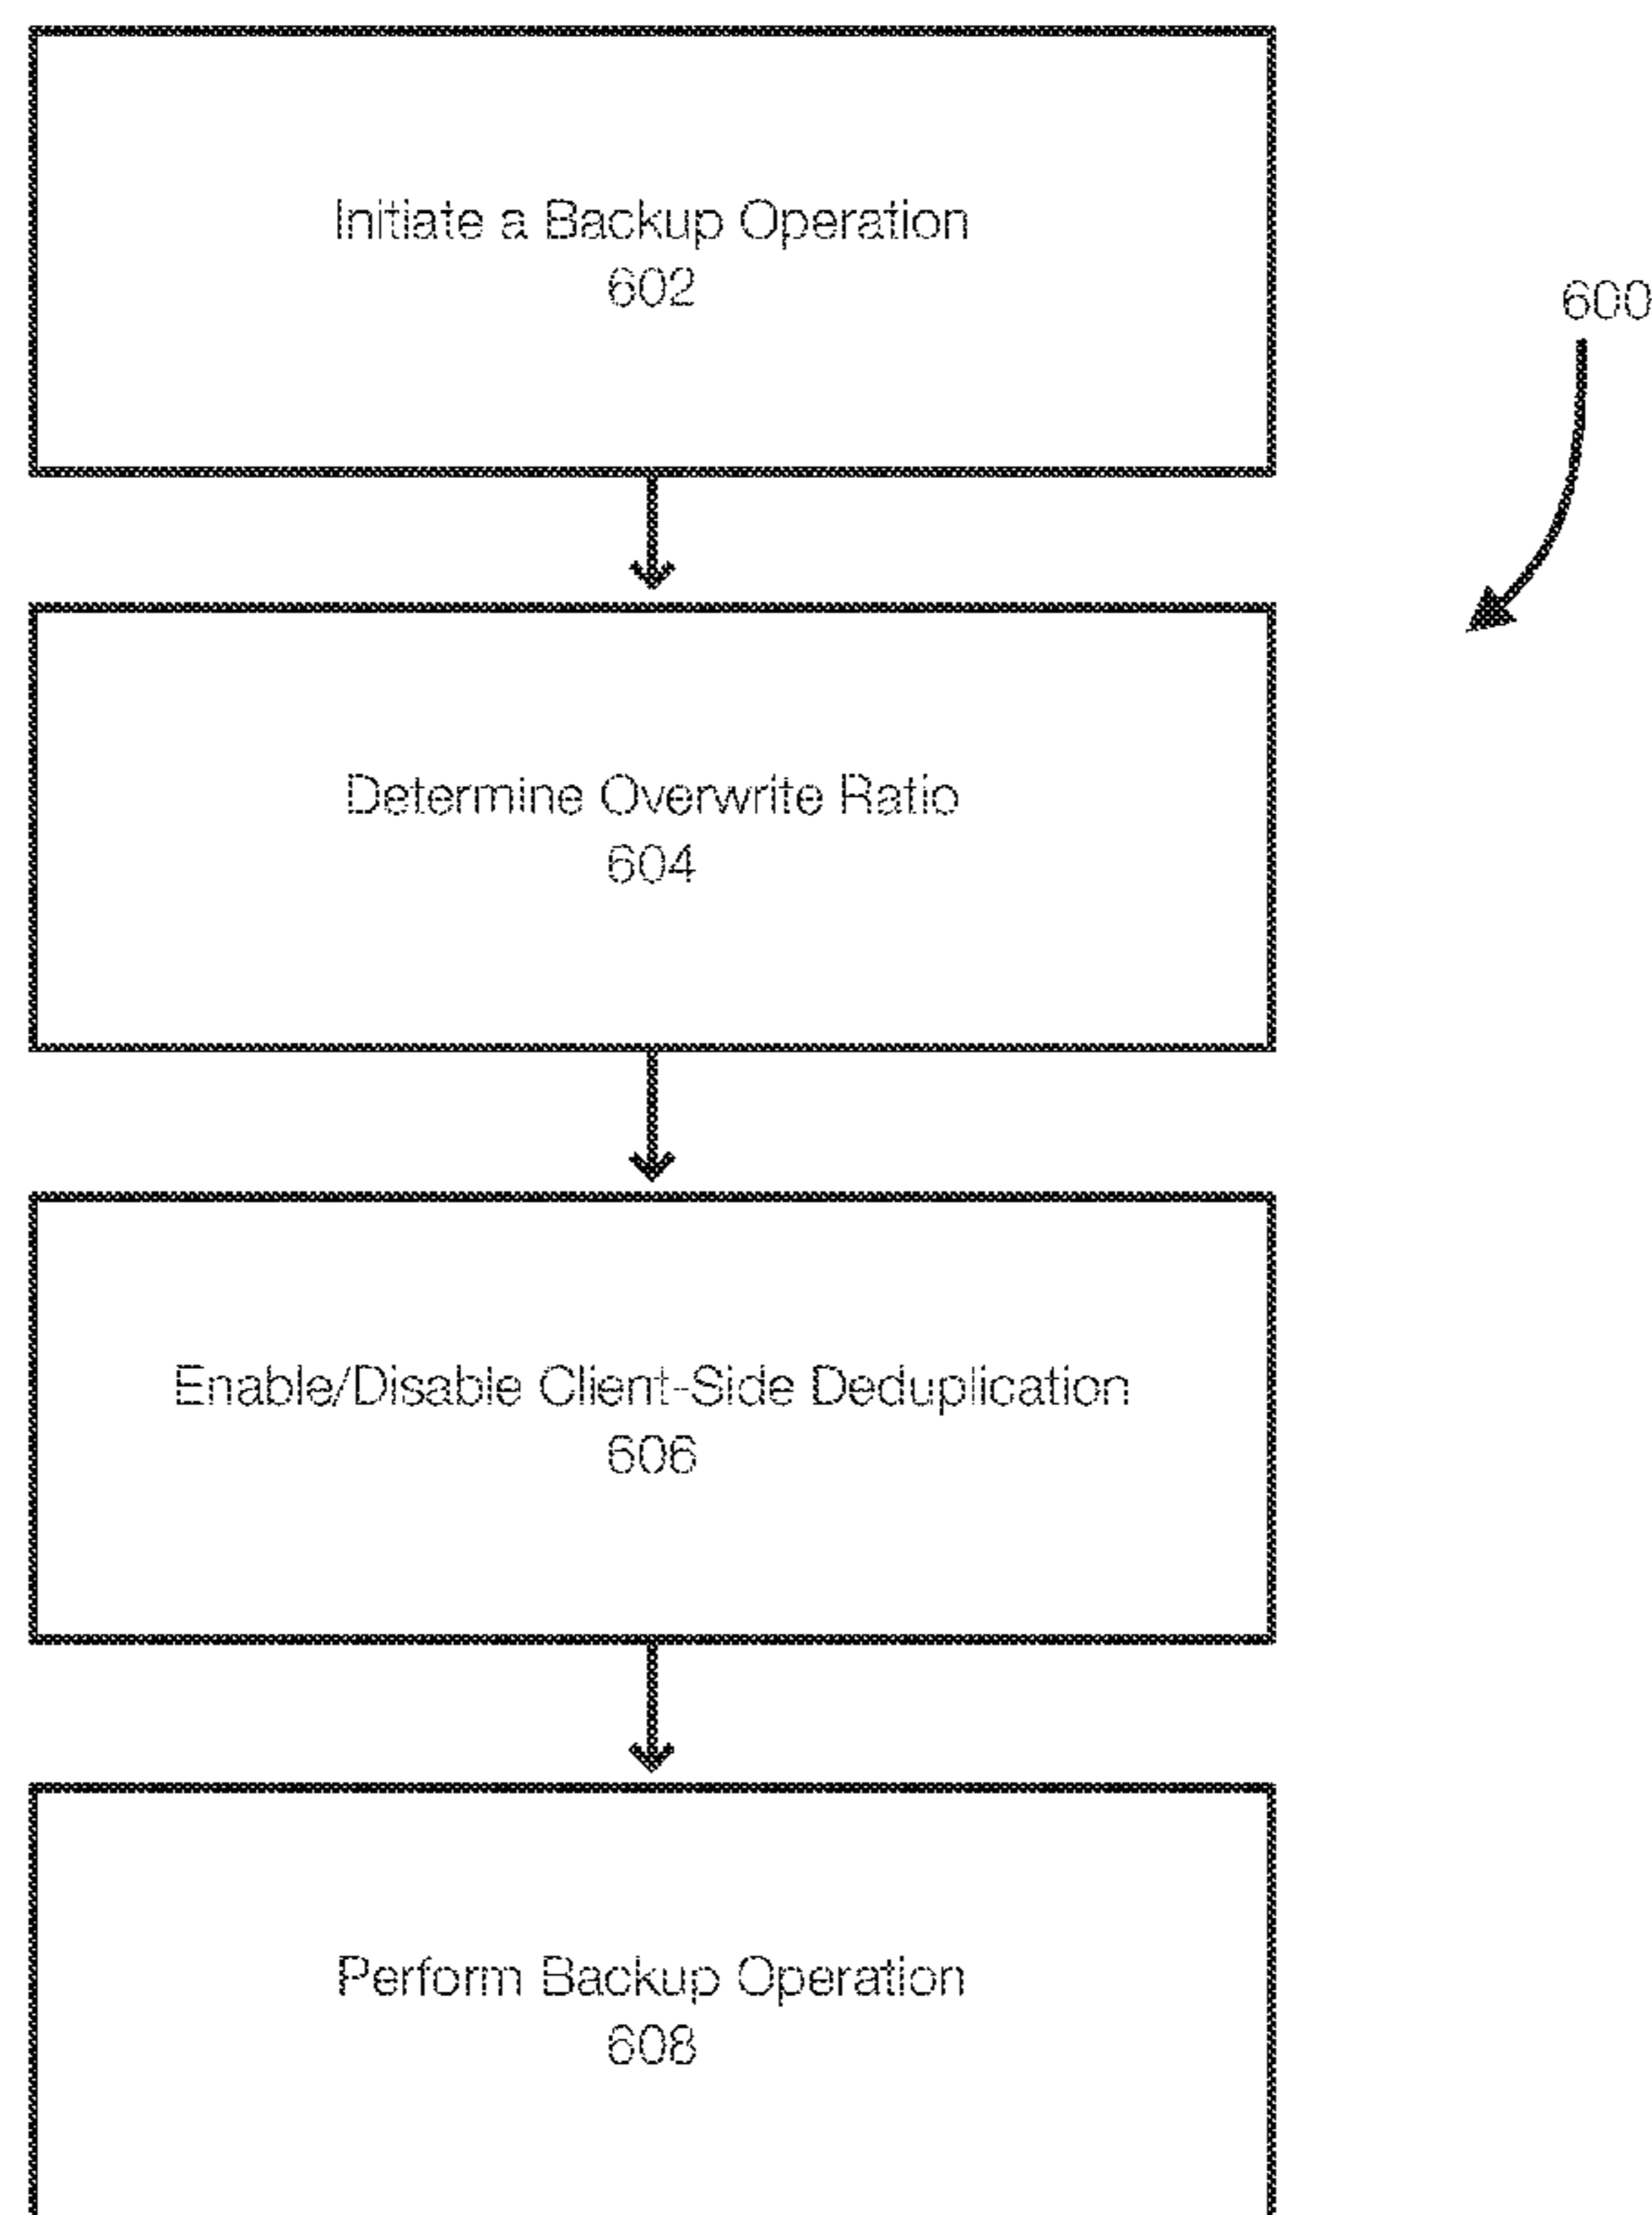 Initiate a Backup Operation
602
600
Determine Overwrite Ratio
604
Enable/Disable Client-Side Deduplication
606
Perform Backup Operation
608